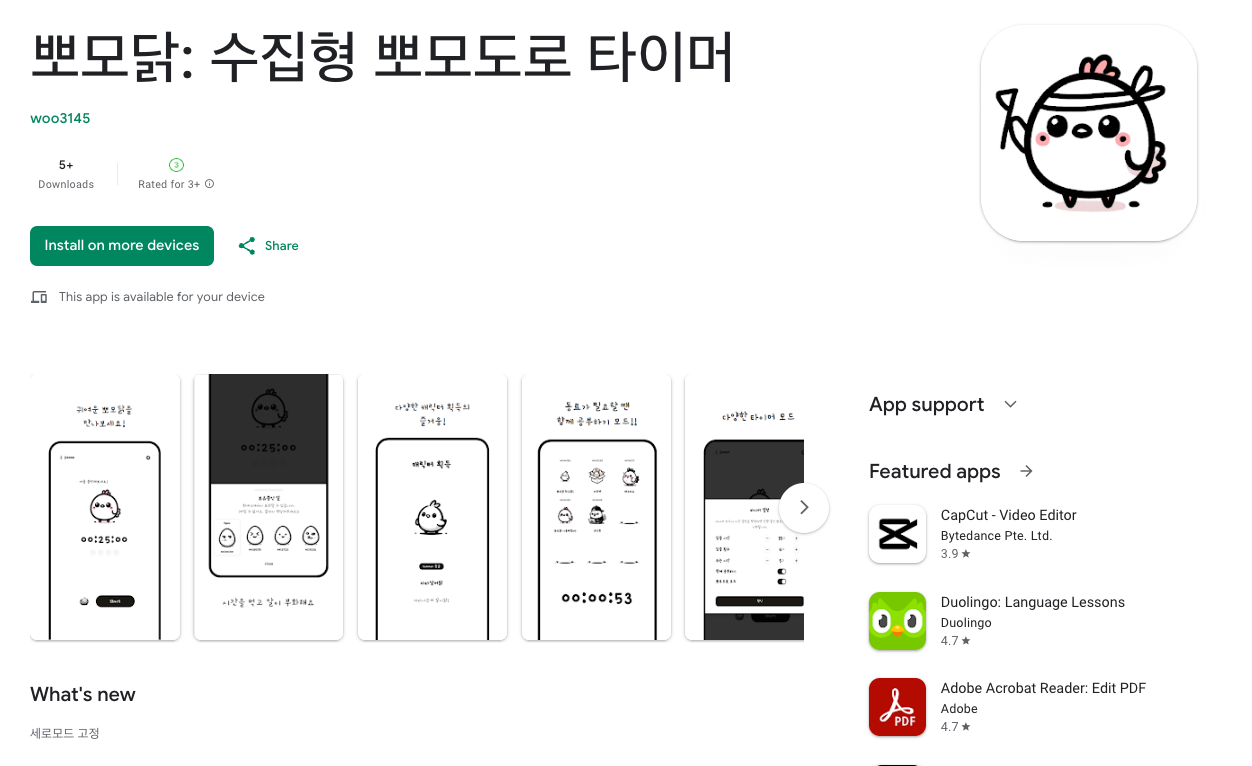 뽀모닭: 수집형 뽀모도로 타이머
woo3145
5+
Downloads
3
Rated for 3+
Install on more devices
Share
This app is available for your device
귀여운 뽀모닭을
만나보세요!
00:25:00
Start
00:25:00
시간을 먹고 알이 부화해요
다양한 캐릭터 획득의
즐거움!
캐릭터 획득
동료가 필요할 땐
함께 공부하기 모드!!
00:00:53
다양한 타이머 모드
App support
Featured apps
CapCut - Video Editor
Bytedance Pte. Ltd.
3.9
Duolingo: Language Lessons
Duolingo
4.7
Adobe Acrobat Reader: Edit PDF
Adobe
4.7
PDF
What's new
세로모드 고정